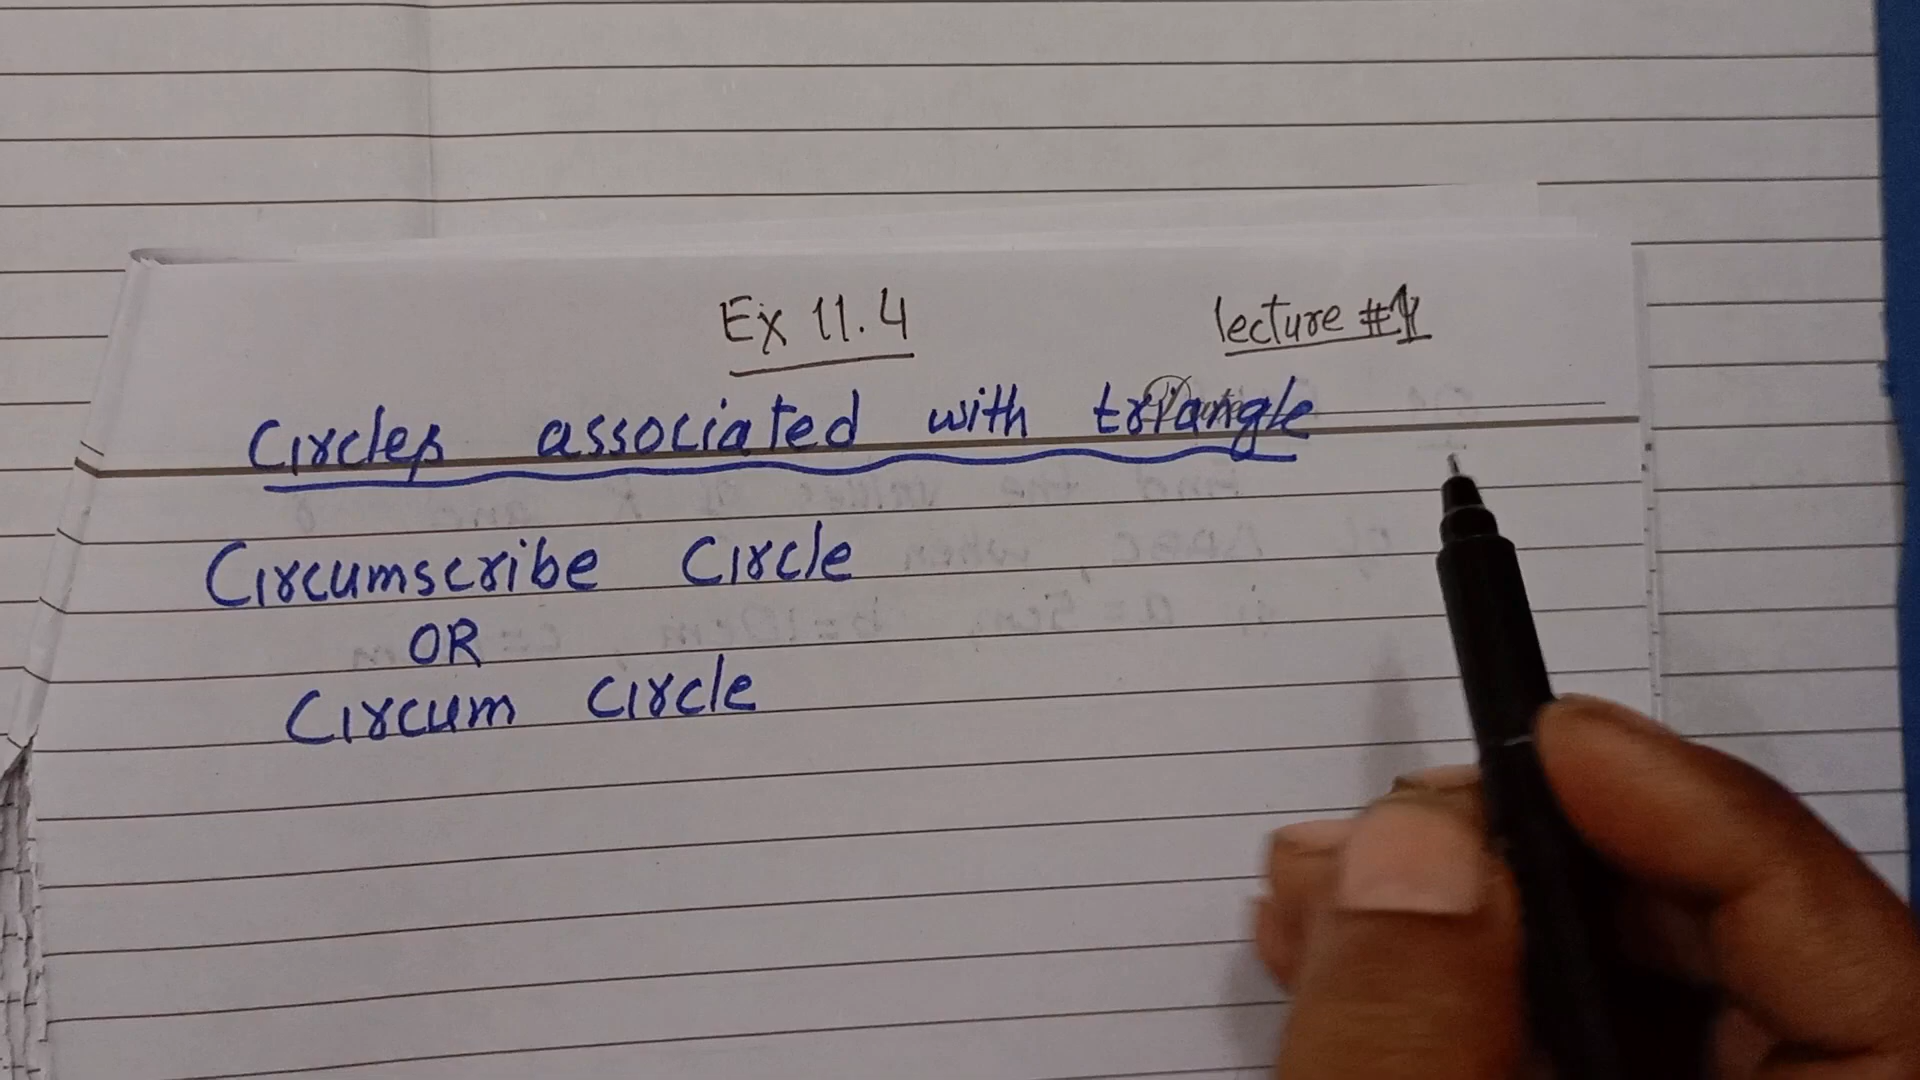 Ex 11.4 lecture #1
Circles associated with triangle
Circumscribe Circle
OR
Circum circle